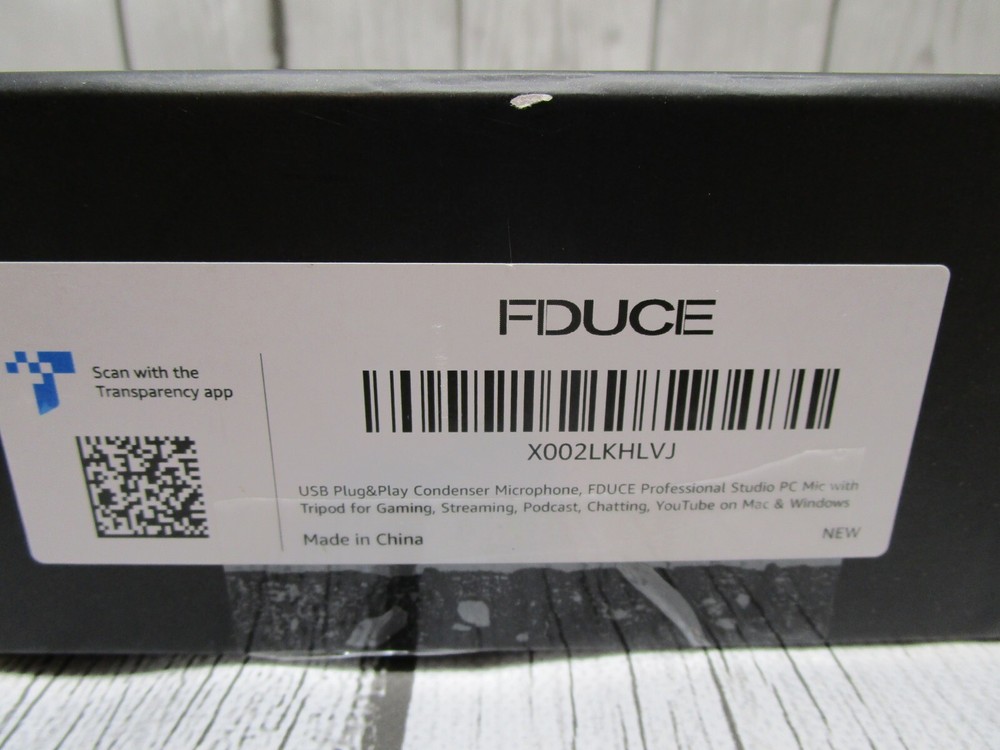 FDUCE
Scan with the
Transparency app
X002LKHLVJ
USB Plug&Play Condenser Microphone, FDUCE Professional Studio PC Mic with
Tripod for Gaming, Streaming, Podcast, Chatting, YouTube on Mac & Windows
Made in China
NEW